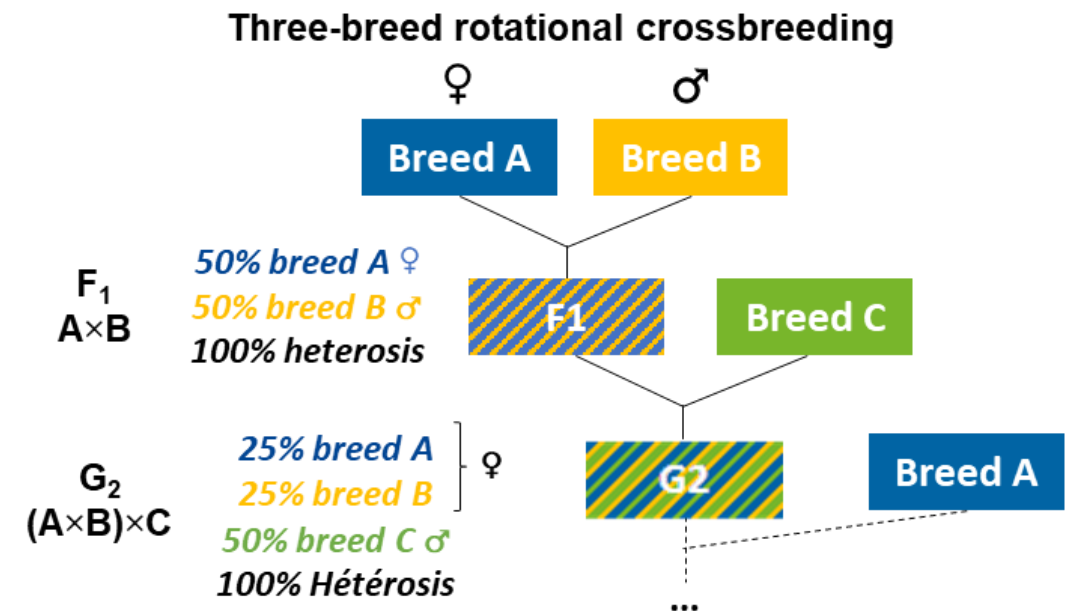 Three-breed rotational crossbreeding
♀ ♂
Breed A Breed B
50% breed A ♀
F₁
50% breed B ♂
A×B
100% heterosis
F1
Breed C
25% breed A
25% breed B
♀
G₂
(A×B)×C
50% breed C ♂
100% Hétérosis
G2
Breed A
...